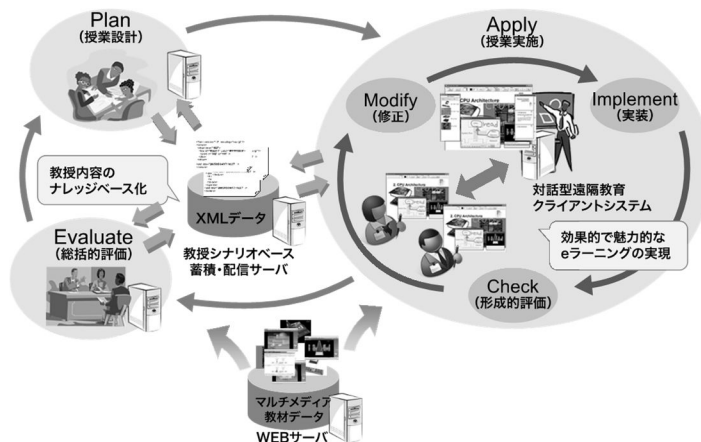 Plan
(授業設計)
Apply
(授業実施)
Modify
(修正)
Implement
(実装)
CPU Architecture
教授内容の
ナレッジベース化
XMLデータ
教授シナリオベース
蓄積・配信サーバ
対話型遠隔教育
クライアントシステム
効果的で魅力的な
eラーニングの実現
Evaluate
(総括的評価)
Check
(形成的評価)
マルチメディア
教材データ
WEBサーバ